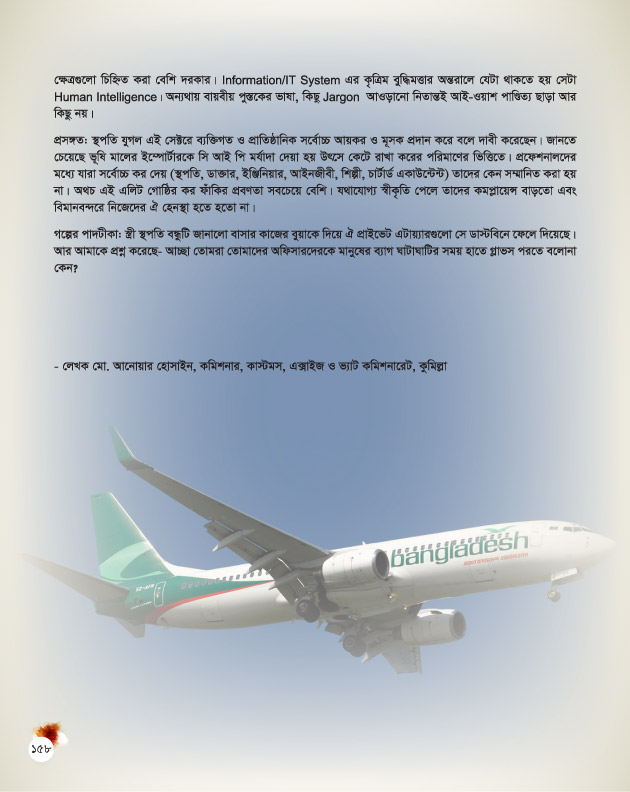 ক্ষেত্রগুলো চিহ্নিত করা বেশি দরকার। Information/IT System এর কৃত্রিম বুদ্ধিমত্তার অন্তরালে যেটা থাকতে হয় সেটা
Human Intelligence। অন্যথায় বায়বীয় পুস্তকের ভাষা, কিছু Jargon আওড়ানো নিতান্তই আই-ওয়াশ পাণ্ডিত্য ছাড়া আর
কিছু নয়।
প্রসঙ্গত: স্থপতি যুগল এই সেক্টরে ব্যক্তিগত ও প্রাতিষ্ঠানিক সর্বোচ্চ আয়কর ও মূসক প্রদান করে বলে দাবী করেছেন। জানতে
চেয়েছে ভূষি মালের ইম্পোর্টারকে সি আই পি মর্যাদা দেয়া হয় উৎসে কেটে রাখা করের পরিমাণের ভিত্তিতে। প্রফেশনালদের
মধ্যে যারা সর্বোচ্চ কর দেয় (স্থপতি, ডাক্তার, ইঞ্জিনিয়ার, আইনজীবী, শিল্পী, চার্টার্ড একাউন্টেন্ট) তাদের কেন সম্মানিত করা হয়
না। অথচ এই এলিট গোষ্ঠির কর ফাঁকির প্রবণতা সবচেয়ে বেশি। যথাযোগ্য স্বীকৃতি পেলে তাদের কমপ্লায়েন্স বাড়তো এবং
বিমানবন্দরে নিজেদের ঐ হেনস্থা হতে হতো না।
গল্পের পাদটীকা: স্ত্রী স্থপতি বন্ধুটি জানালো বাসার কাজের বুয়াকে দিয়ে ঐ প্রাইভেট এটায়্যারগুলো সে ডাস্টবিনে ফেলে দিয়েছে।
আর আমাকে প্রশ্ন করেছে- আচ্ছা তোমরা তোমাদের অফিসারদেরকে মানুষের ব্যাগ ঘাটাঘাটির সময় হাতে গ্লাভস পরতে বলোনা
কেন?
- লেখক মো. আনোয়ার হোসাইন, কমিশনার, কাস্টমস, এক্সাইজ ও ভ্যাট কমিশনারেট, কুমিল্লা
bangladesh
১৫৮